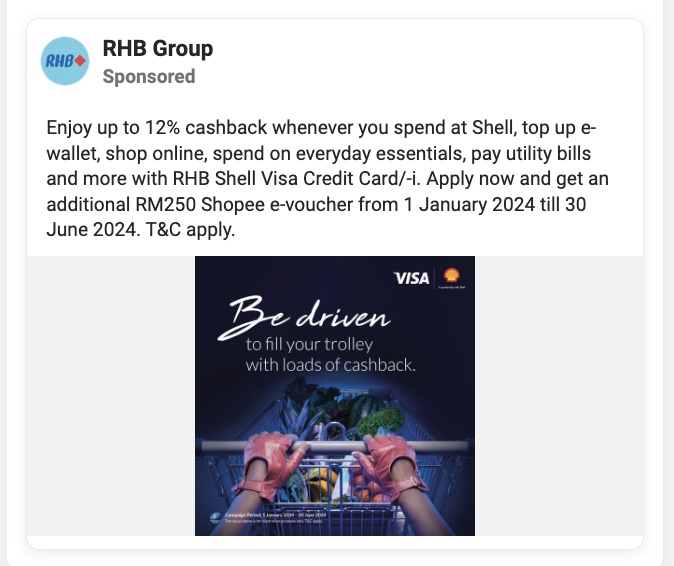 RHB
RHB Group
Sponsored
Enjoy up to 12% cashback whenever you spend at Shell, top up e-
wallet, shop online, spend on everyday essentials, pay utility bills
and more with RHB Shell Visa Credit Card/-i. Apply now and get an
additional RM250 Shopee e-voucher from 1 January 2024 till 30
June 2024. T&C apply.
VISA
Be driven
to fill your trolley
with loads of cashback.
Campaign Period: 1 January 2024 - 30 June 2024